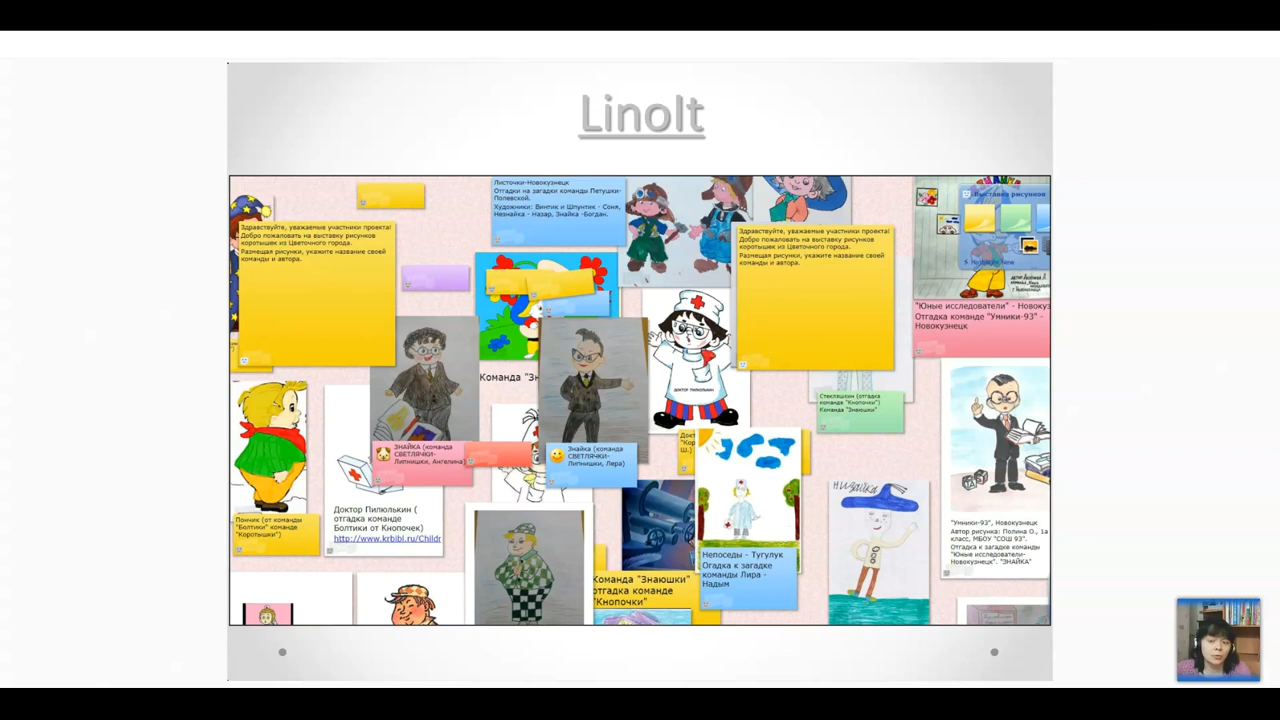 LinoIt
Листочки-Новокузнецк
Отгадки на загадки команды Петушки-
Полевской.
Художники: Винтик и Шпунтик - Соня,
Незнайка - Назар, Знайка -Богдан.
Здравствуйте, уважаемые участники проекта!
Добро пожаловать на выставку рисунков
коротышек из Цветочного города.
Размещая рисунки, укажите название своей
команды и автора.
Здравствуйте, уважаемые участники проекта!
Добро пожаловать на выставку рисунков
коротышек из Цветочного города.
Размещая рисунки, укажите название своей
команды и автора.
Выставка рисунков
"Юные исследователи" - Новокуз
Отгадка команде "Умники-93" -
Новокузнецк
Команда "Зн
ДОКТОР ПИЛЮЛЬКИН
Стекляшкин (отгадка
команде "Кнопочки")
Команда "Знаюшки"
ЗНАЙКА (команда
СВЕТЛЯЧКИ-
Липнишки, Ангелина)
Знайка (команда
СВЕТЛЯЧКИ-
Липнишки, Лера)
Пончик (от команды
"Болтики" команде
"Коротышки")
Доктор Пилюлькин (
отгадка команде
Болтики от Кнопочек)
http://www.krbibl.ru/Childr
Команда "Знаюшки"
отгадка команде
"Кнопочки"
Непоседы - Тугулук
Огадка к загадке
команды Лира -
Надым
Незнайка
"Умники-93", Новокузнецк
Автор рисунка: Полина О., 1а
класс, МБОУ "СОШ 93".
Отгадка к загадке команды
"Юные исследователи-
Новокузнецк". "ЗНАЙКА"